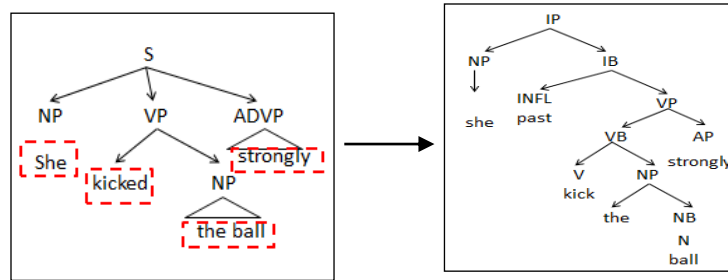 S
NP VP ADVP
She kicked strongly
NP
the ball
IP
NP IB
she INFL VP
past
VB AP
V NP strongly
kick
the NB
N
ball